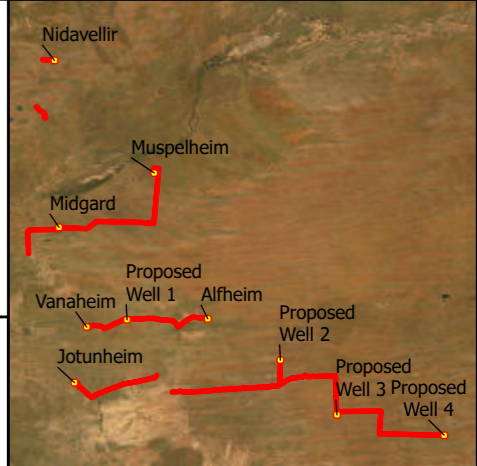 Nidavellir
Muspelheim
Midgard
Proposed
Well 1
Vanaheim
Alfheim
Proposed
Well 2
Jotunheim
Proposed
Well 3
Proposed
Well 4